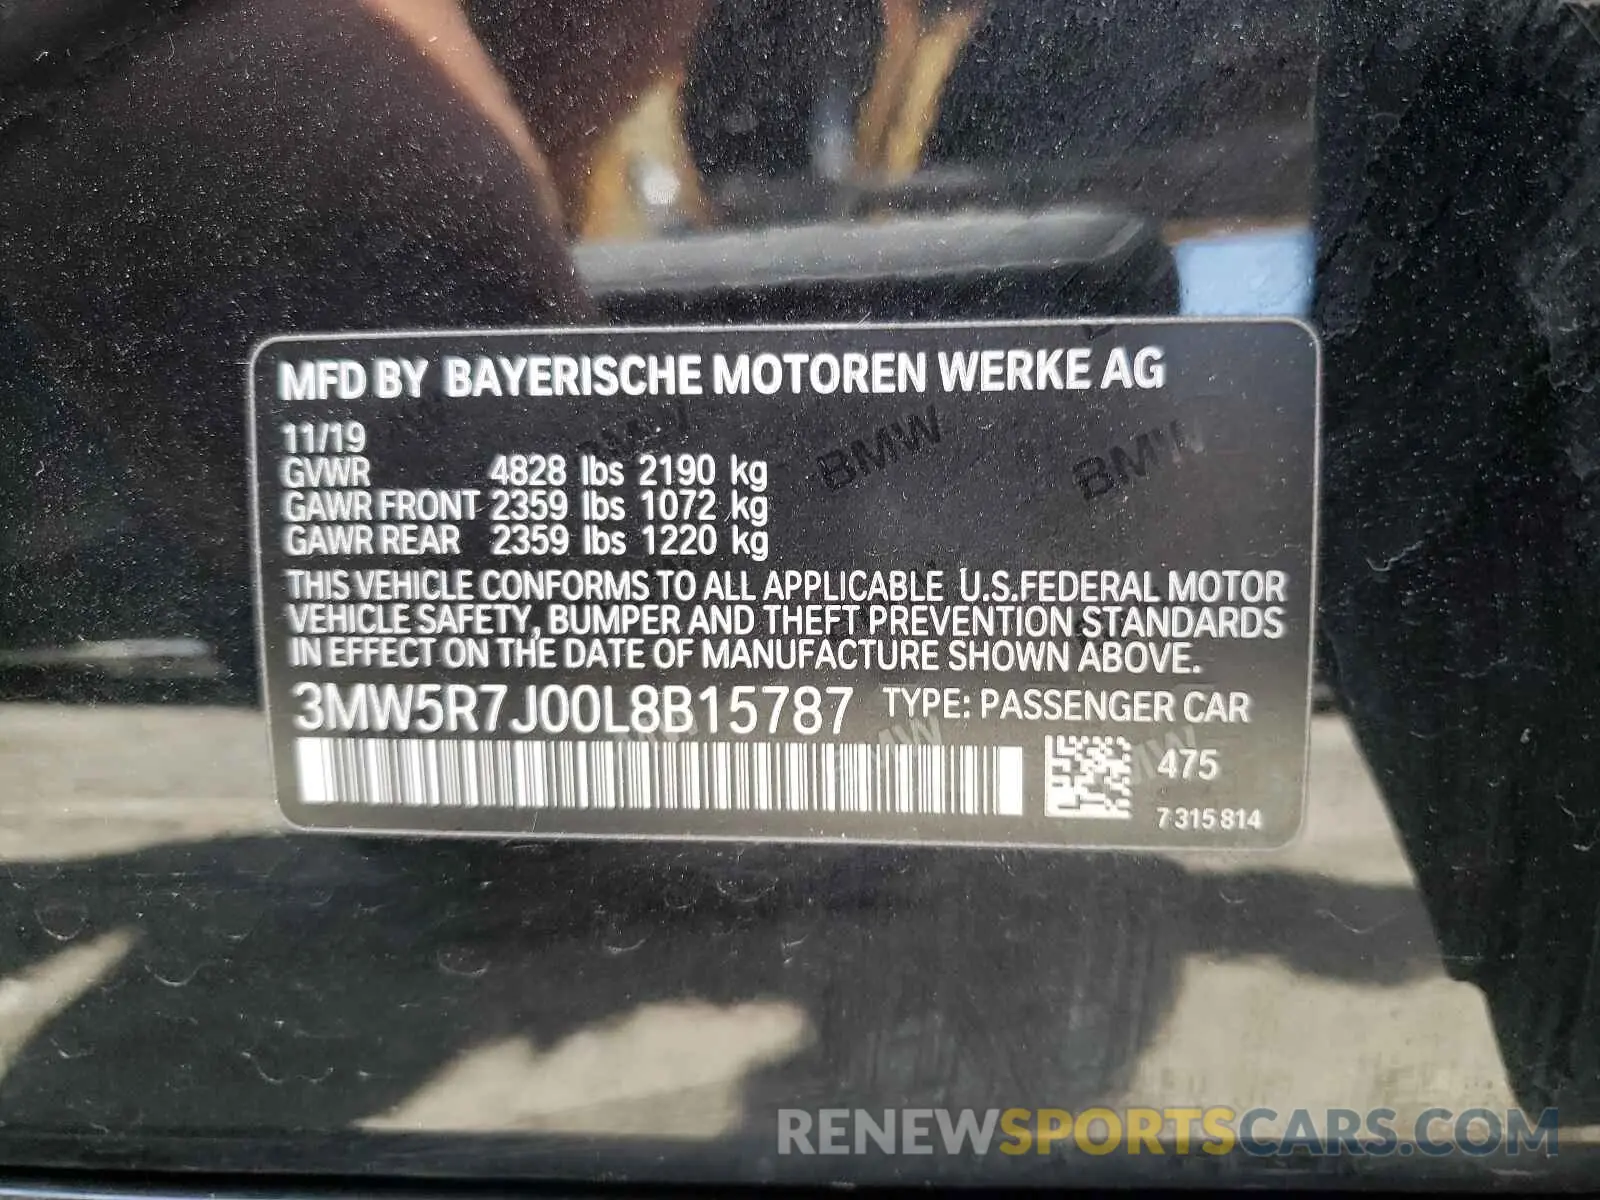 MFD BY BAYERISCHE MOTOREN WERKE AG
11/19
GVWR 4828 lbs 2190 kg
GAWR FRONT 2359 lbs 1072 kg
GAWR REAR 2359 lbs 1220 kg
THIS VEHICLE CONFORMS TO ALL APPLICABLE U.S.FEDERAL MOTOR
VEHICLE SAFETY, BUMPER AND THEFT PREVENTION STANDARDS
IN EFFECT ON THE DATE OF MANUFACTURE SHOWN ABOVE.
3MW5R7J00L8B15787 TYPE: PASSENGER CAR
475
7 315 814
BMW
BMW
RENEWSPORTSCARS.COM